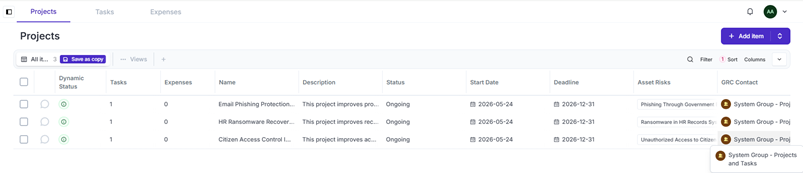 Projects Tasks Expenses AA
Projects Add item
All it... 3 Save as copy Views Filter 1 Sort Columns
Dynamic Status Tasks Expenses Name Description Status Start Date Deadline Asset Risks GRC Contact
1 0 Email Phishing Protection... This project improves pro... Ongoing 2026-05-24 2026-12-31 Phishing Through Government System Group - Proj
1 0 HR Ransomware Recover... This project improves rec... Ongoing 2026-05-24 2026-12-31 Ransomware in HR Records System Group - Proj
1 0 Citizen Access Control I... This project improves ac... Ongoing 2026-05-24 2026-12-31 Unauthorized Access to Citize System Group - Proj
System Group - Projects
and Tasks